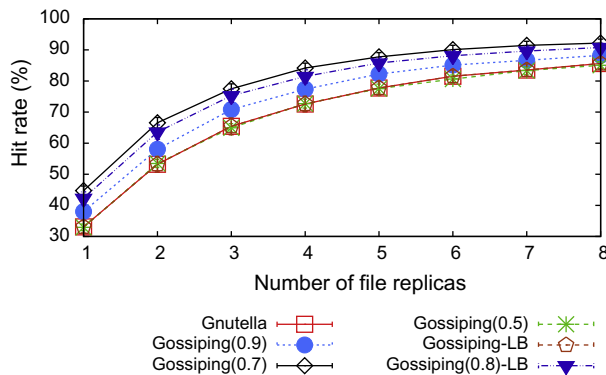 Hit rate (%)
100
90
80
70
60
50
40
30
1 2 3 4 5 6 7 8
Number of file replicas
Gnutella
Gossiping(0.9)
Gossiping(0.7)
Gossiping(0.5)
Gossiping-LB
Gossiping(0.8)-LB